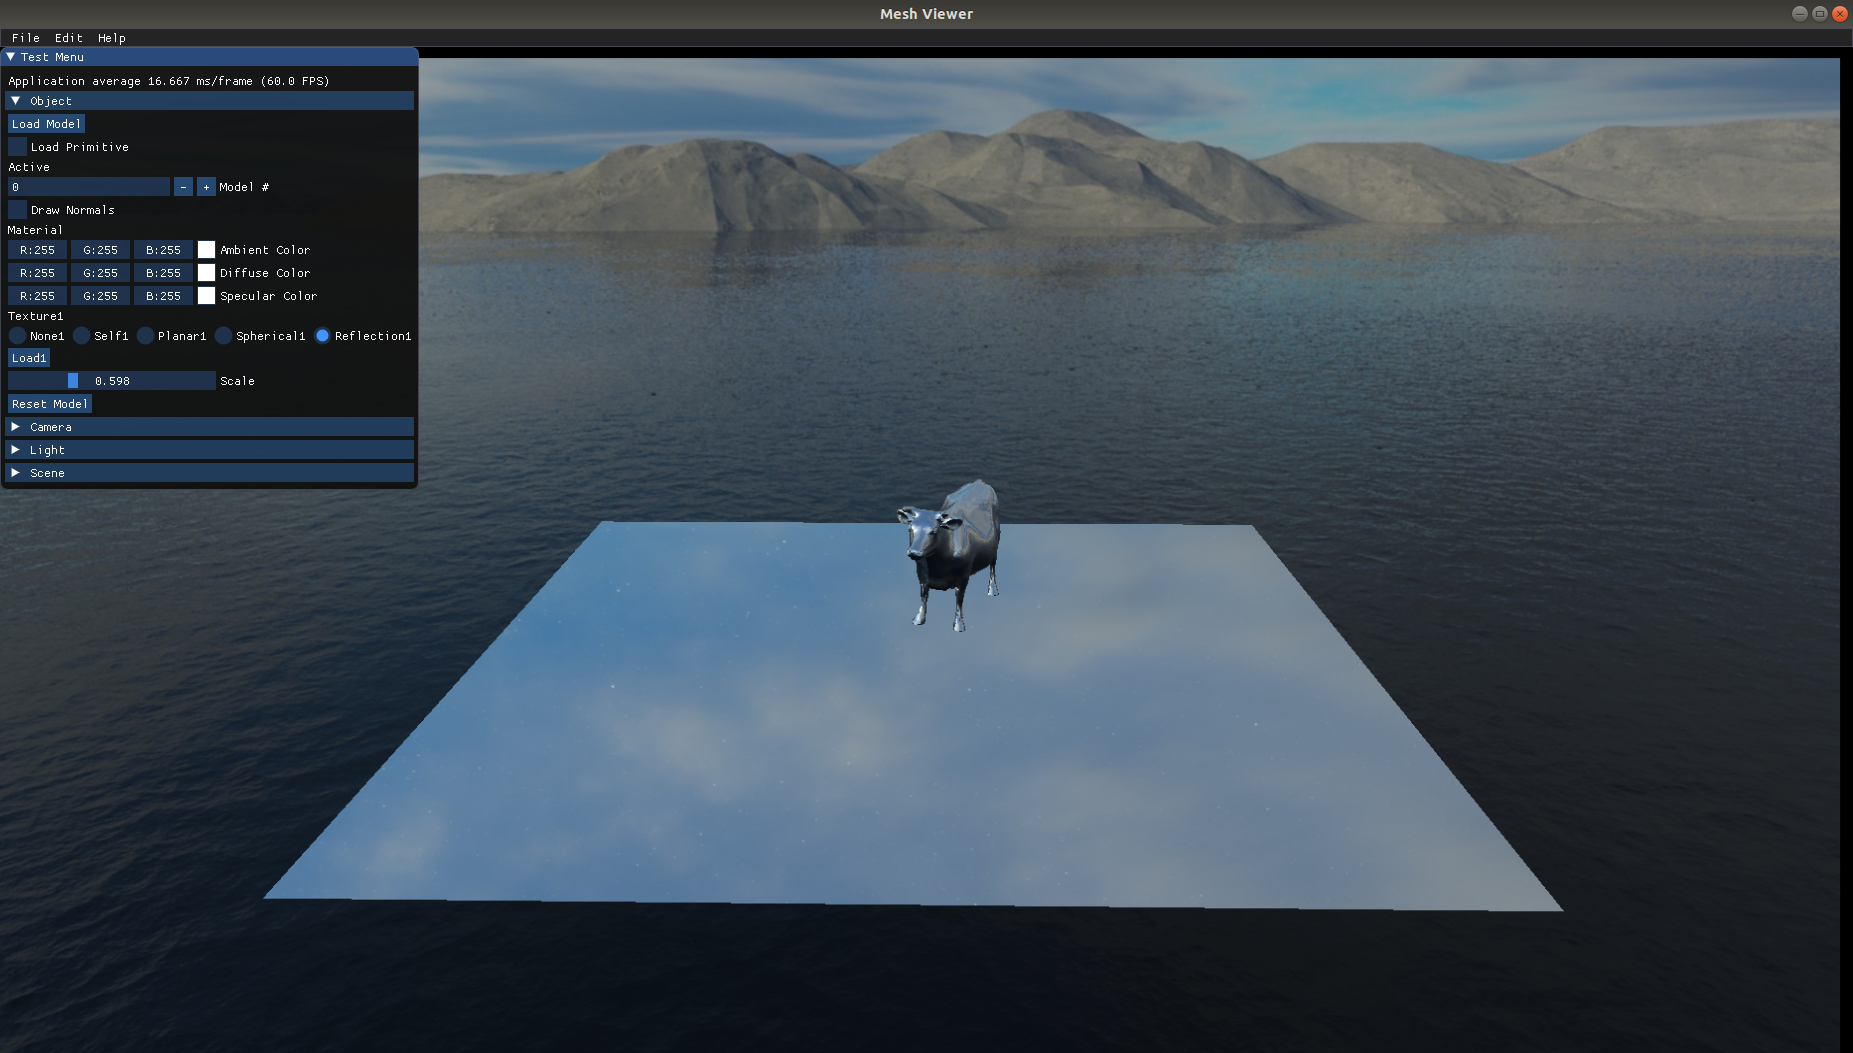 Mesh Viewer
File Edit Help
Test Menu
Application average 16.667 ms/frame (60.0 FPS)
Object
Load Model
Load Primitive
Active
0 - + Model #
Draw Normals
Material
R:255 G:255 B:255 Ambient Color
R:255 G:255 B:255 Diffuse Color
R:255 G:255 B:255 Specular Color
Texture1
None1 Self1 Planar1 Spherical1 Reflection1
Load1
0.598 Scale
Reset Model
Camera
Light
Scene